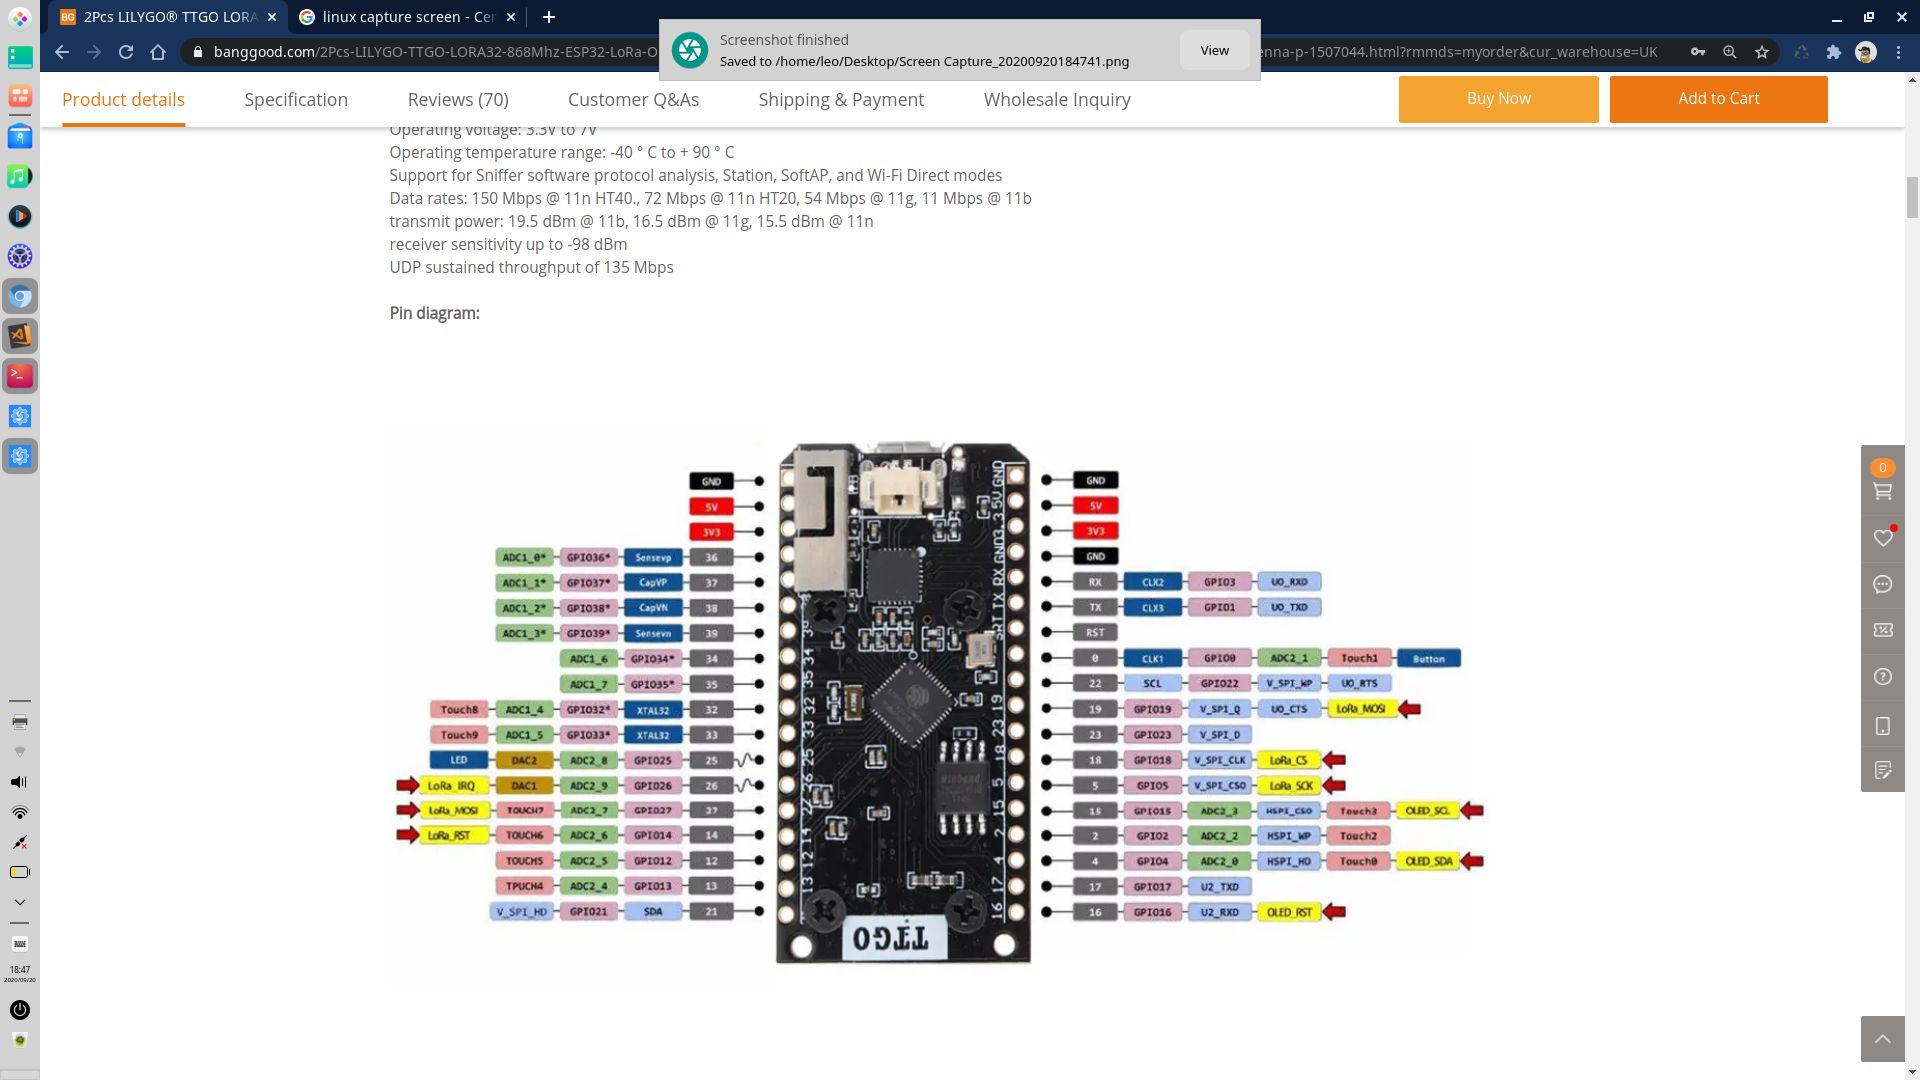 2Pcs LILYGO® TTGO LORA
linux capture screen - Cer
banggood.com/2Pcs-LILYGO-TTGO-LORA32-868Mhz-ESP32-LoRa-O
enna-p-1507044.html?rmmds=myorder&cur_warehouse=UK
Screenshot finished
Saved to /home/leo/Desktop/Screen Capture_20200920184741.png
View
Product details
Specification
Reviews (70)
Customer Q&As
Shipping & Payment
Wholesale Inquiry
Buy Now
Add to Cart
Operating voltage: 3.3V to 7V
Operating temperature range: -40 ° C to + 90 ° C
Support for Sniffer software protocol analysis, Station, SoftAP, and Wi-Fi Direct modes
Data rates: 150 Mbps @ 11n HT40., 72 Mbps @ 11n HT20, 54 Mbps @ 11g, 11 Mbps @ 11b
transmit power: 19.5 dBm @ 11b, 16.5 dBm @ 11g, 15.5 dBm @ 11n
receiver sensitivity up to -98 dBm
UDP sustained throughput of 135 Mbps
Pin diagram:
GND
5V
3V3
ADC1_0* GPIO36* Sensevp 36
ADC1_1* GPIO37* CapVP 37
ADC1_2* GPIO38* CapVN 38
ADC1_3* GPIO39* Sensevn 39
ADC1_6 GPIO34* 34
ADC1_7 GPIO35* 35
Touch8 ADC1_4 GPIO32* XTAL32 32
Touch9 ADC1_5 GPIO33* XTAL32 33
LED DAC2 ADC2_8 GPIO25 25
LoRa_IRQ DAC1 ADC2_9 GPIO26 26
LoRa_MOSI TOUCH7 ADC2_7 GPIO27 27
LoRa_RST TOUCH6 ADC2_6 GPIO14 14
TOUCH5 ADC2_5 GPIO12 12
TPUCH4 ADC2_4 GPIO13 13
V_SPI_HD GPIO21 SDA 21
GND
5V
3V3
GND
RX CLX2 GPIO3 UO_RXD
TX CLX3 GPIO1 UO_TXD
RST
0 CLK1 GPIO0 ADC2_1 Touch1 Button
22 SCL GPIO22 V_SPI_WP UO_RTS
19 GPIO19 V_SPI_Q UO_CTS LoRa_MOSI
23 GPIO23 V_SPI_D
18 GPIO18 V_SPI_CLK LoRa_CS
5 GPIO5 V_SPI_CSO LoRa_SCK
15 GPIO15 ADC2_3 HSPI_CSO Touch3 OLED_SCL
2 GPIO2 ADC2_2 HSPI_WP Touch2
4 GPIO4 ADC2_0 HSPI_HD Touch0 OLED_SDA
17 GPIO17 U2_TXD
16 GPIO16 U2_RXD OLED_RST
TTGO
0
18:47
2020/09/20